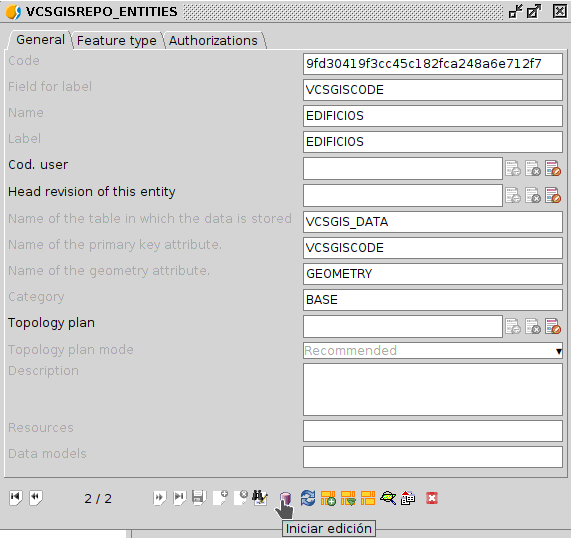 VCSGISREPO_ENTITIES
General Feature type Authorizations
Code 9fd30419f3cc45c182fca248a6e712f7
Field for label VCSGISCODE
Name EDIFICIOS
Label EDIFICIOS
Cod. user
Head revision of this entity
Name of the table in which the data is stored VCSGIS_DATA
Name of the primary key attribute. VCSGISCODE
Name of the geometry attribute. GEOMETRY
Category BASE
Topology plan
Topology plan mode Recommended
Description
Resources
Data models
2 / 2
Iniciar edición